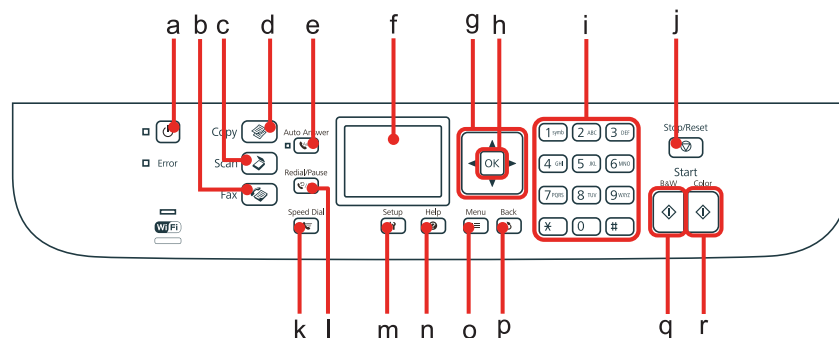 a b c d e f g h i j
Copy
Auto Answer
Error
Scan
Redial/Pause
Fax
Speed Dial
Wi Fi
Setup Help Menu Back
OK
1 symb 2 ABC 3 DEF
4 GHI 5 JKL 6 MNO
7 PQRS 8 TUV 9 WXYZ
* 0 #
Stop/Reset
Start
B&W Color
k l m n o p q r